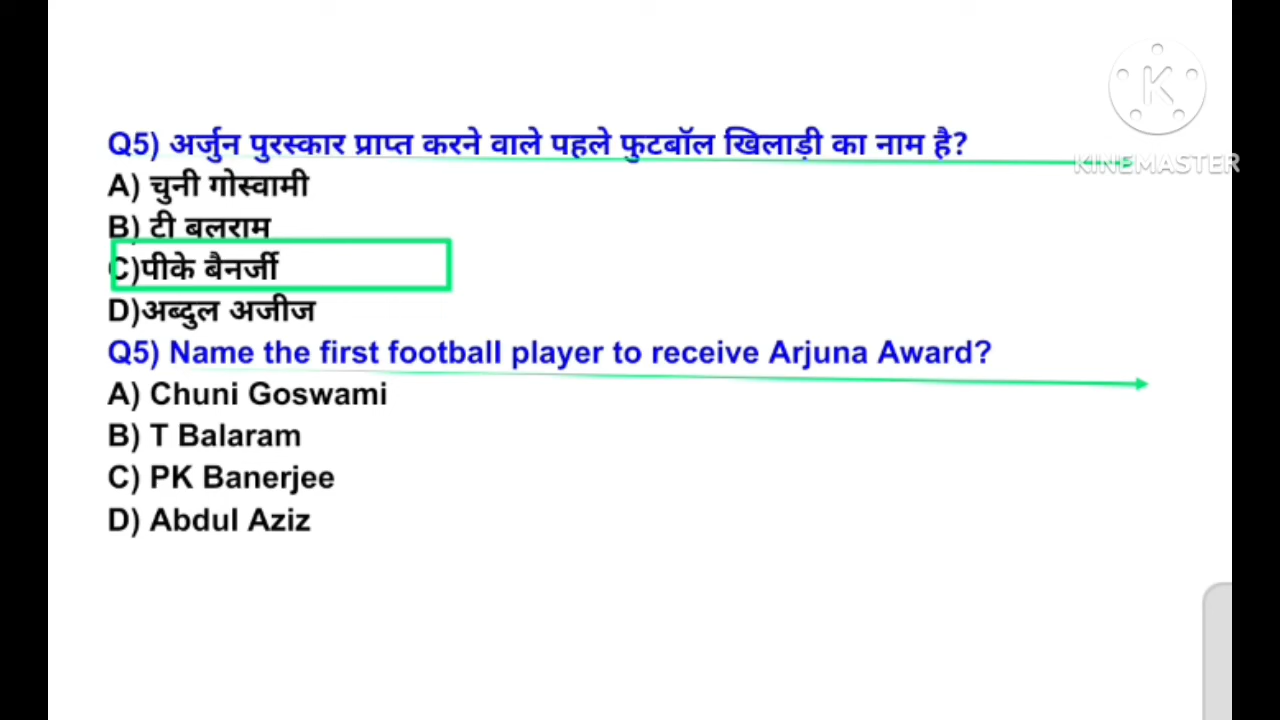 Q5) अर्जुन पुरस्कार प्राप्त करने वाले पहले फुटबॉल खिलाड़ी का नाम है?
KINEMASTER
A) चुनी गोस्वामी
B) टी बलराम
C)पीके बैनर्जी
D)अब्दुल अजीज
Q5) Name the first football player to receive Arjuna Award?
A) Chuni Goswami
B) T Balaram
C) PK Banerjee
D) Abdul Aziz